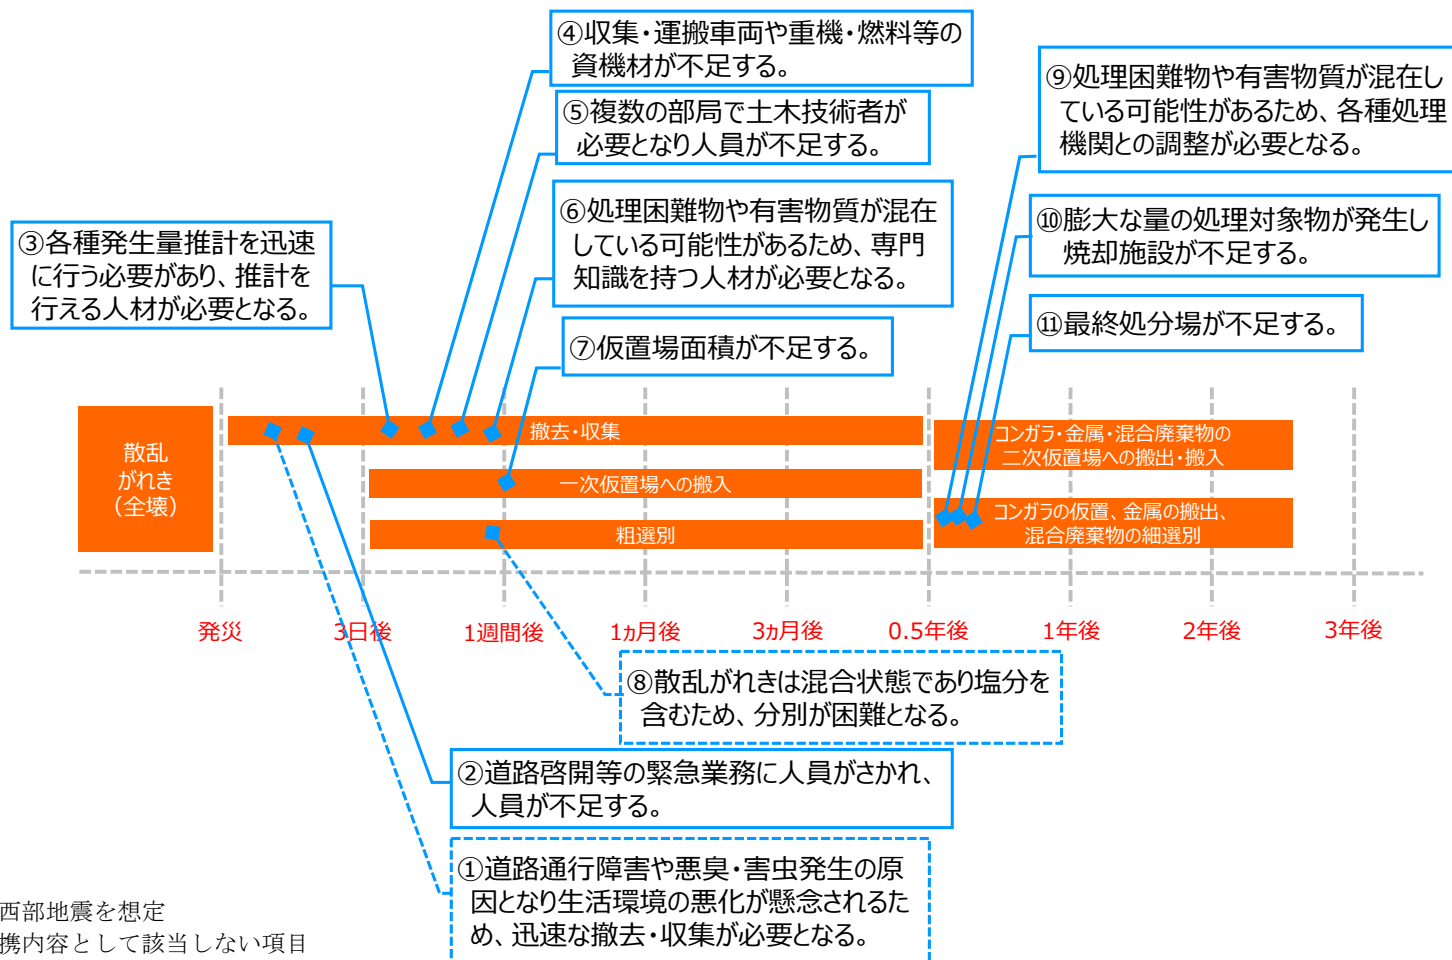 ④収集・運搬車両や重機・燃料等の
資機材が不足する。
⑤複数の部局で土木技術者が
必要となり人員が不足する。
⑥処理困難物や有害物質が混在
している可能性があるため、専門
知識を持つ人材が必要となる。
⑦仮置場面積が不足する。
③各種発生量推計を迅速
に行う必要があり、推計を
行える人材が必要となる。
⑨処理困難物や有害物質が混在し
ている可能性があるため、各種処理
機関との調整が必要となる。
⑩膨大な量の処理対象物が発生し
焼却施設が不足する。
⑪最終処分場が不足する。
散乱
がれき
（全壊）
撤去・収集
一次仮置場への搬入
粗選別
コンガラ・金属・混合廃棄物の
二次仮置場への搬出・搬入
コンガラの仮置、金属の搬出、
混合廃棄物の細選別
発災
3日後
1週間後
1ヵ月後
3ヵ月後
0.5年後
1年後
2年後
3年後
⑧散乱がれきは混合状態であり塩分を
含むため、分別が困難となる。
②道路啓開等の緊急業務に人員がさかれ、
人員が不足する。
①道路通行障害や悪臭・害虫発生の原
因となり生活環境の悪化が懸念されるた
め、迅速な撤去・収集が必要となる。
西部地震を想定
携内容として該当しない項目